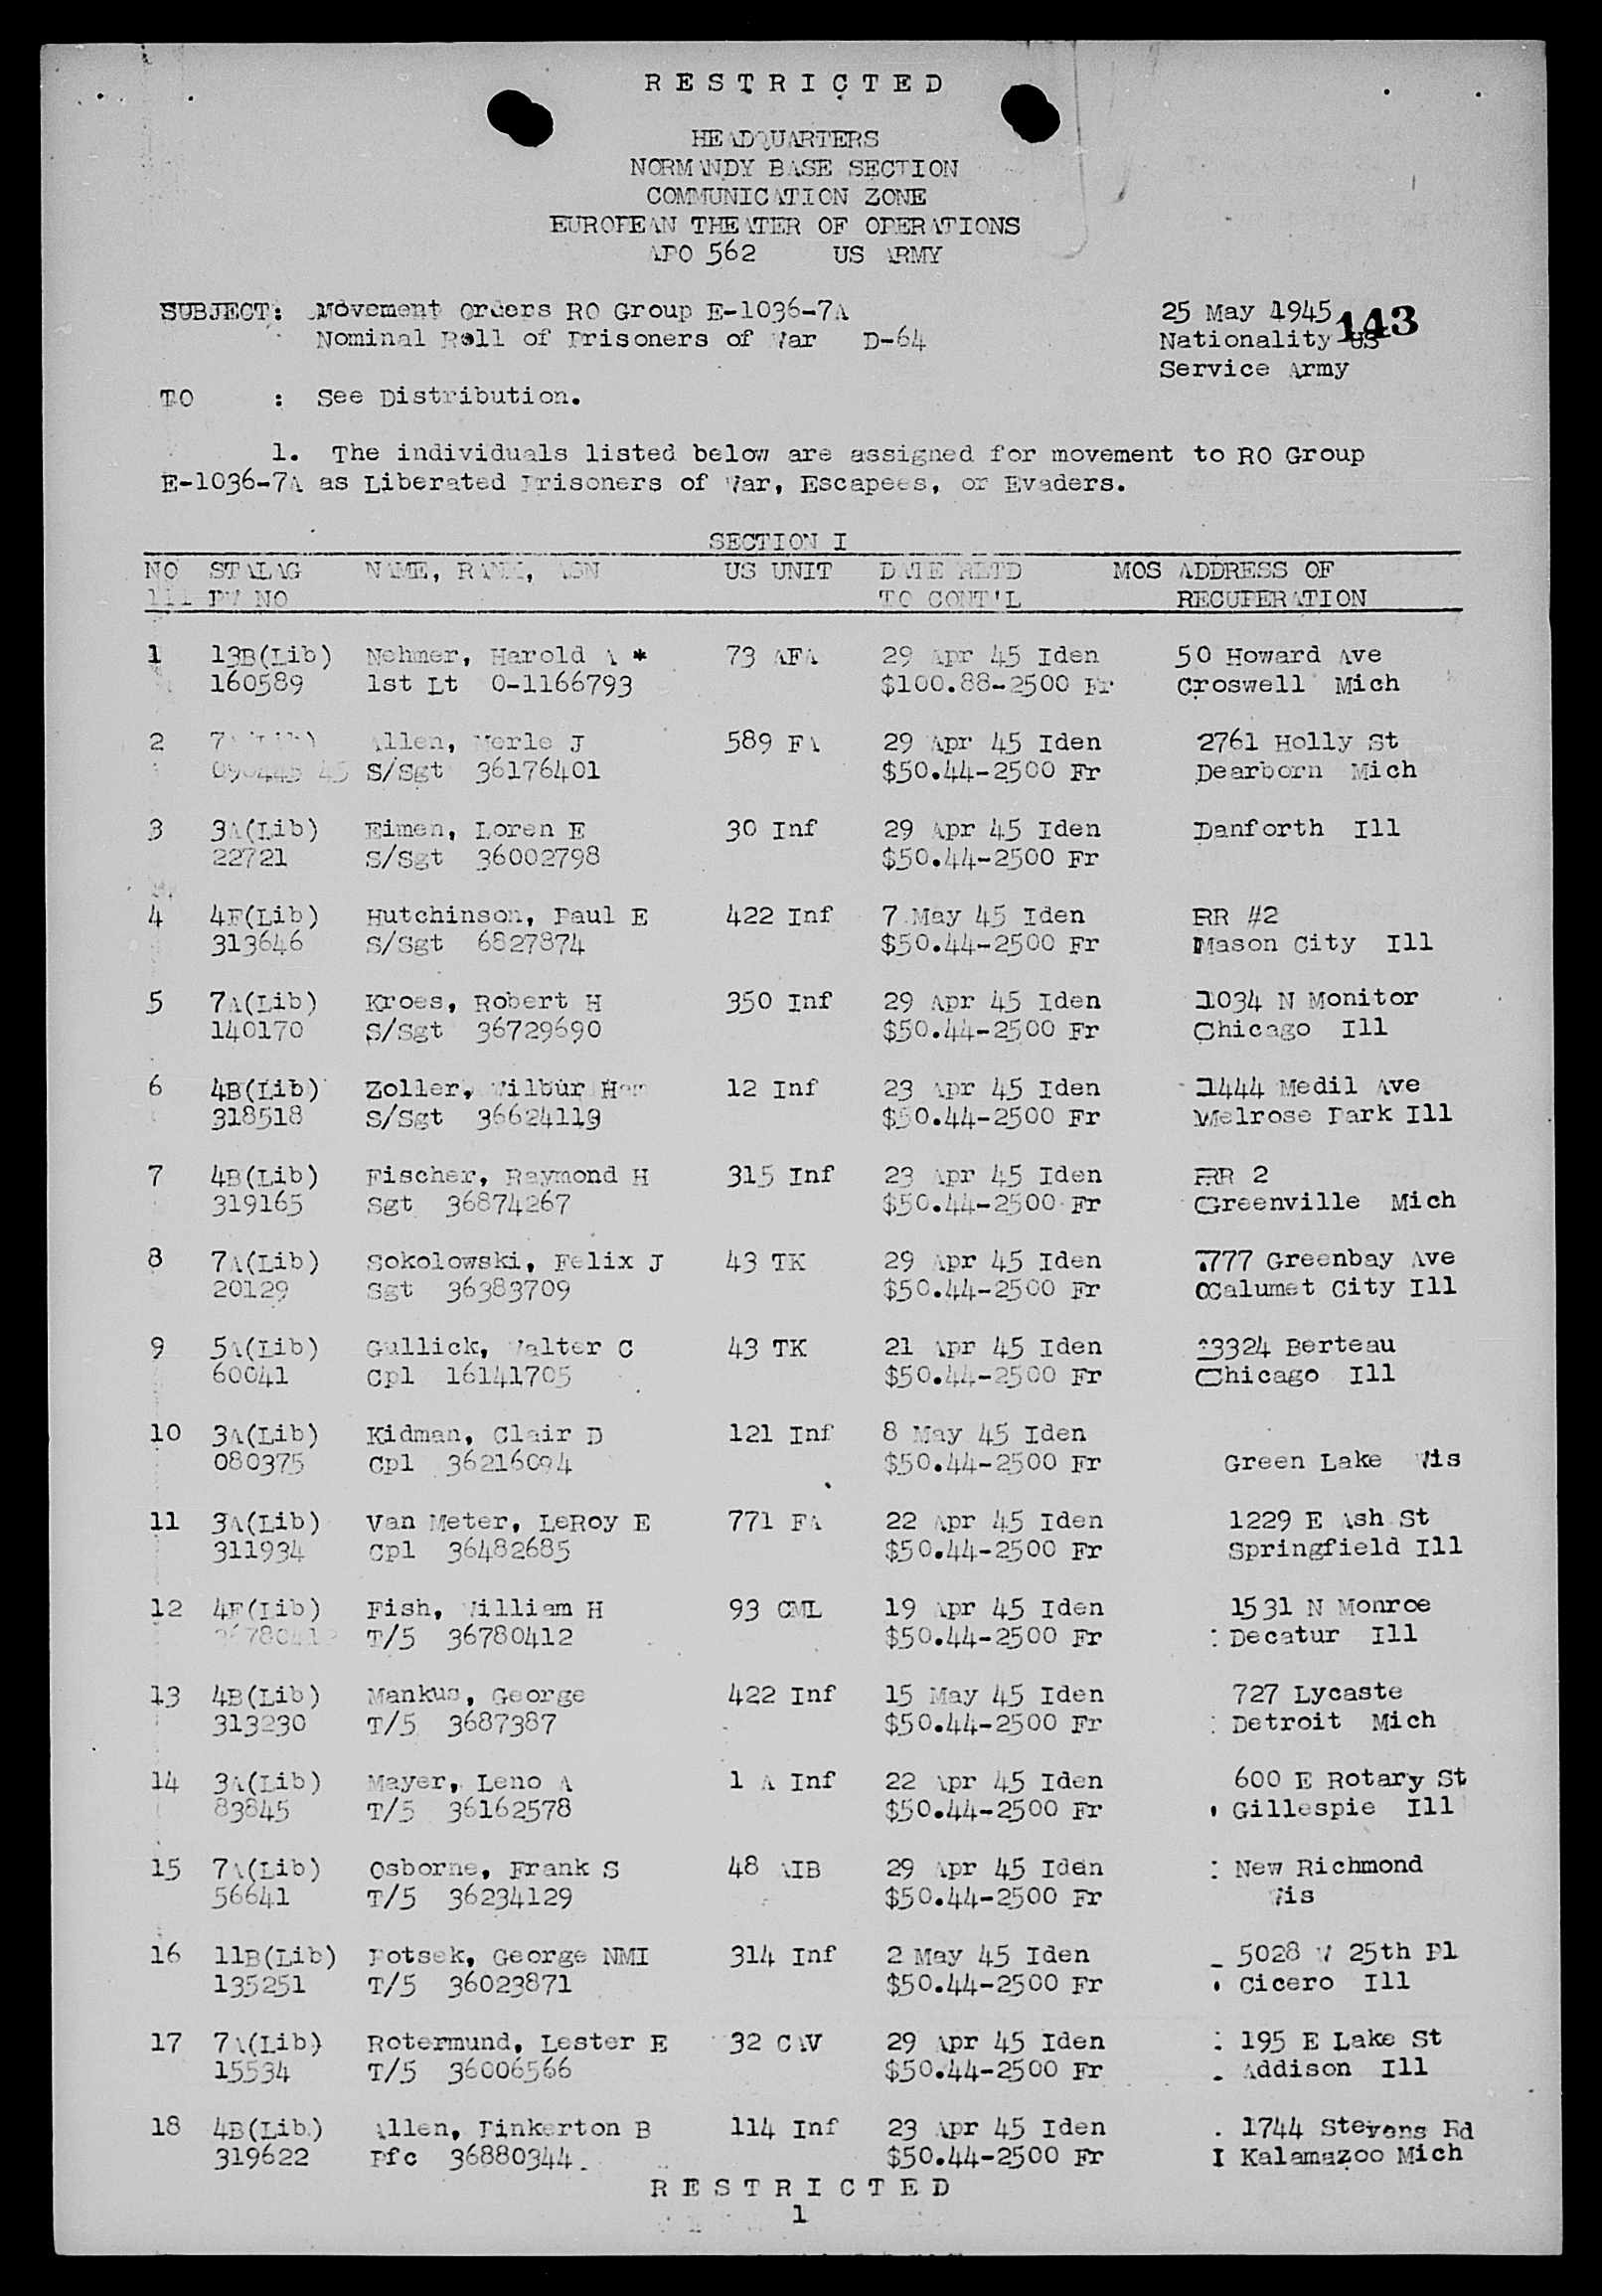 RESTRICTED
HEADQUARTERS
NORMANDY BASE SECTION
COMMUNICATION ZONE
EUROPEAN THEATER OF OPERATIONS
APO 562 US ARMY
SUBJECT: Movement Orders RO Group E-1036-7A 25 May 1945
143
Nominal Roll of Prisoners of War D-64 Nationality US
Service Army
TO : See Distribution.
1. The individuals listed below are assigned for movement to RO Group
E-1036-7A as Liberated Prisoners of War, Escapees, or Evaders.
SECTION I
NO STALAG NAME, RANK, ASN US UNIT DATE RLTD MOS ADDRESS OF
PW NO TO CONT'L RECUPERATION
1 13B(Lib) Nehmer, Harold A * 73 AFA 29 Apr 45 Iden 50 Howard Ave
160589 1st Lt O-1166793 $100.88-2500 Fr Croswell Mich
2 7A(Lib) Allen, Merle J 589 FA 29 Apr 45 Iden 2761 Holly St
S/Sgt 36176401 $50.44-2500 Fr Dearborn Mich
3 3A(Lib) Eimen, Loren E 30 Inf 29 Apr 45 Iden Danforth Ill
22721 S/Sgt 36002798 $50.44-2500 Fr
4 4F(Lib) Hutchinson, Paul E 422 Inf 7 May 45 Iden RR #2
313646 S/Sgt 6827874 $50.44-2500 Fr Mason City Ill
5 7A(Lib) Kroes, Robert H 350 Inf 29 Apr 45 Iden 1034 N Monitor
140170 S/Sgt 36729690 $50.44-2500 Fr Chicago Ill
6 4B(Lib) Zoller, Wilbur 12 Inf 23 Apr 45 Iden 1444 Medil Ave
318518 S/Sgt 36624119 $50.44-2500 Fr Melrose Park Ill
7 4B(Lib) Fischer, Raymond H 315 Inf 23 Apr 45 Iden RR 2
319165 Sgt 36874267 $50.44-2500 Fr Greenville Mich
8 7A(Lib) Sokolowski, Felix J 43 TK 29 Apr 45 Iden 777 Greenbay Ave
20129 Sgt 36383709 $50.44-2500 Fr Calumet City Ill
9 5A(Lib) Gullick, Walter C 43 TK 21 Apr 45 Iden 3324 Berteau
60041 Cpl 16141705 $50.44-2500 Fr Chicago Ill
10 3A(Lib) Kidman, Clair D 121 Inf 8 May 45 Iden
080375 Cpl 36216094 $50.44-2500 Fr Green Lake Wis
11 3A(Lib) Van Meter, LeRoy E 771 FA 22 Apr 45 Iden 1229 E Ash St
311934 Cpl 36482685 $50.44-2500 Fr Springfield Ill
12 4F(Lib) Fish, William H 93 CML 19 Apr 45 Iden 1531 N Monroe
36780412 T/5 36780412 $50.44-2500 Fr Decatur Ill
13 4B(Lib) Mankus, George 422 Inf 15 May 45 Iden 727 Lycaste
313230 T/5 3687387 $50.44-2500 Fr Detroit Mich
14 3A(Lib) Mayer, Leno A 1 A Inf 22 Apr 45 Iden 600 E Rotary St
83845 T/5 36162578 $50.44-2500 Fr Gillespie Ill
15 7A(Lib) Osborne, Frank S 48 AIB 29 Apr 45 Iden New Richmond
56641 T/5 36234129 $50.44-2500 Fr Wis
16 11B(Lib) Potsek, George NMI 314 Inf 2 May 45 Iden 5028 W 25th Pl
135251 T/5 36023871 $50.44-2500 Fr Cicero Ill
17 7A(Lib) Rotermund, Lester E 32 CAV 29 Apr 45 Iden 195 E Lake St
15534 T/5 36006566 $50.44-2500 Fr Addison Ill
18 4B(Lib) Allen, Pinkerton B 114 Inf 23 Apr 45 Iden 1744 Stevens Rd
319622 Pfc 36880344 $50.44-2500 Fr Kalamazoo Mich
RESTRICTED
1